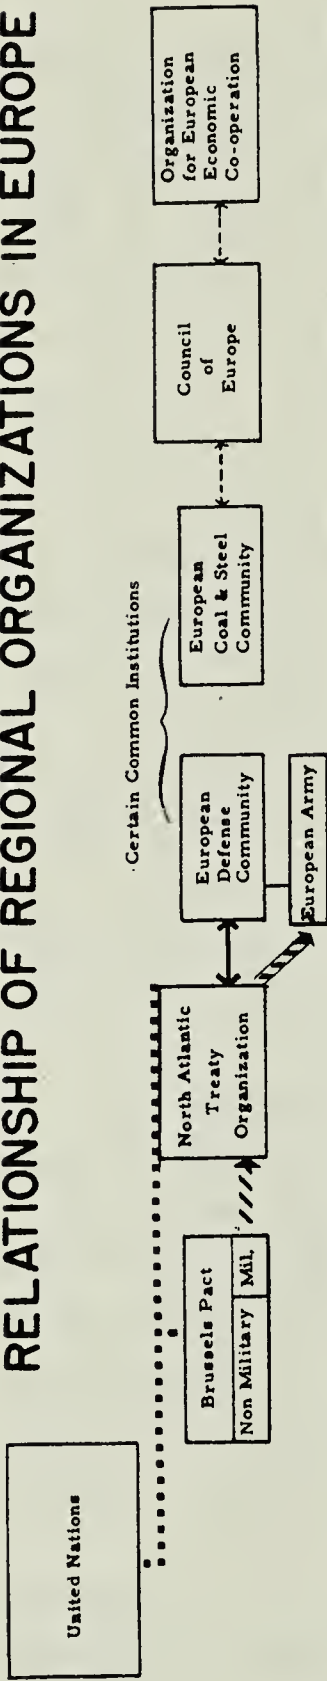 RELATIONSHIP OF REGIONAL ORGANIZATIONS IN EUROPE
United Nations
Brussels Pact
Non Military
Mil.
North Atlantic
Treaty
Organization
Certain Common Institutions
European
Defense
Community
European Army
European
Coal & Steel
Community
Council
of
Europe
Organization
for European
Economic
Co-operation